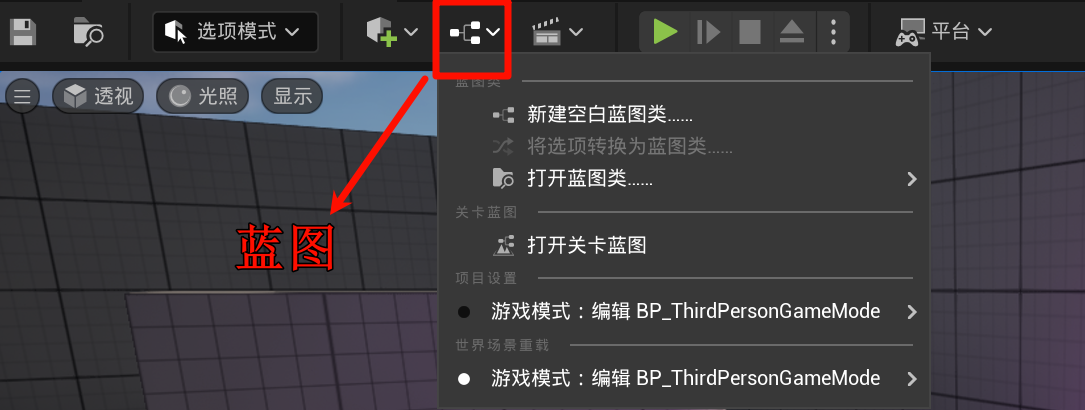 选项模式
平台
透视
光照
显示
蓝图类
新建空白蓝图类......
将选项转换为蓝图类......
打开蓝图类......
关卡蓝图
蓝图
打开关卡蓝图
项目设置
游戏模式：编辑 BP_ThirdPersonGameMode
世界场景重载
游戏模式：编辑 BP_ThirdPersonGameMode